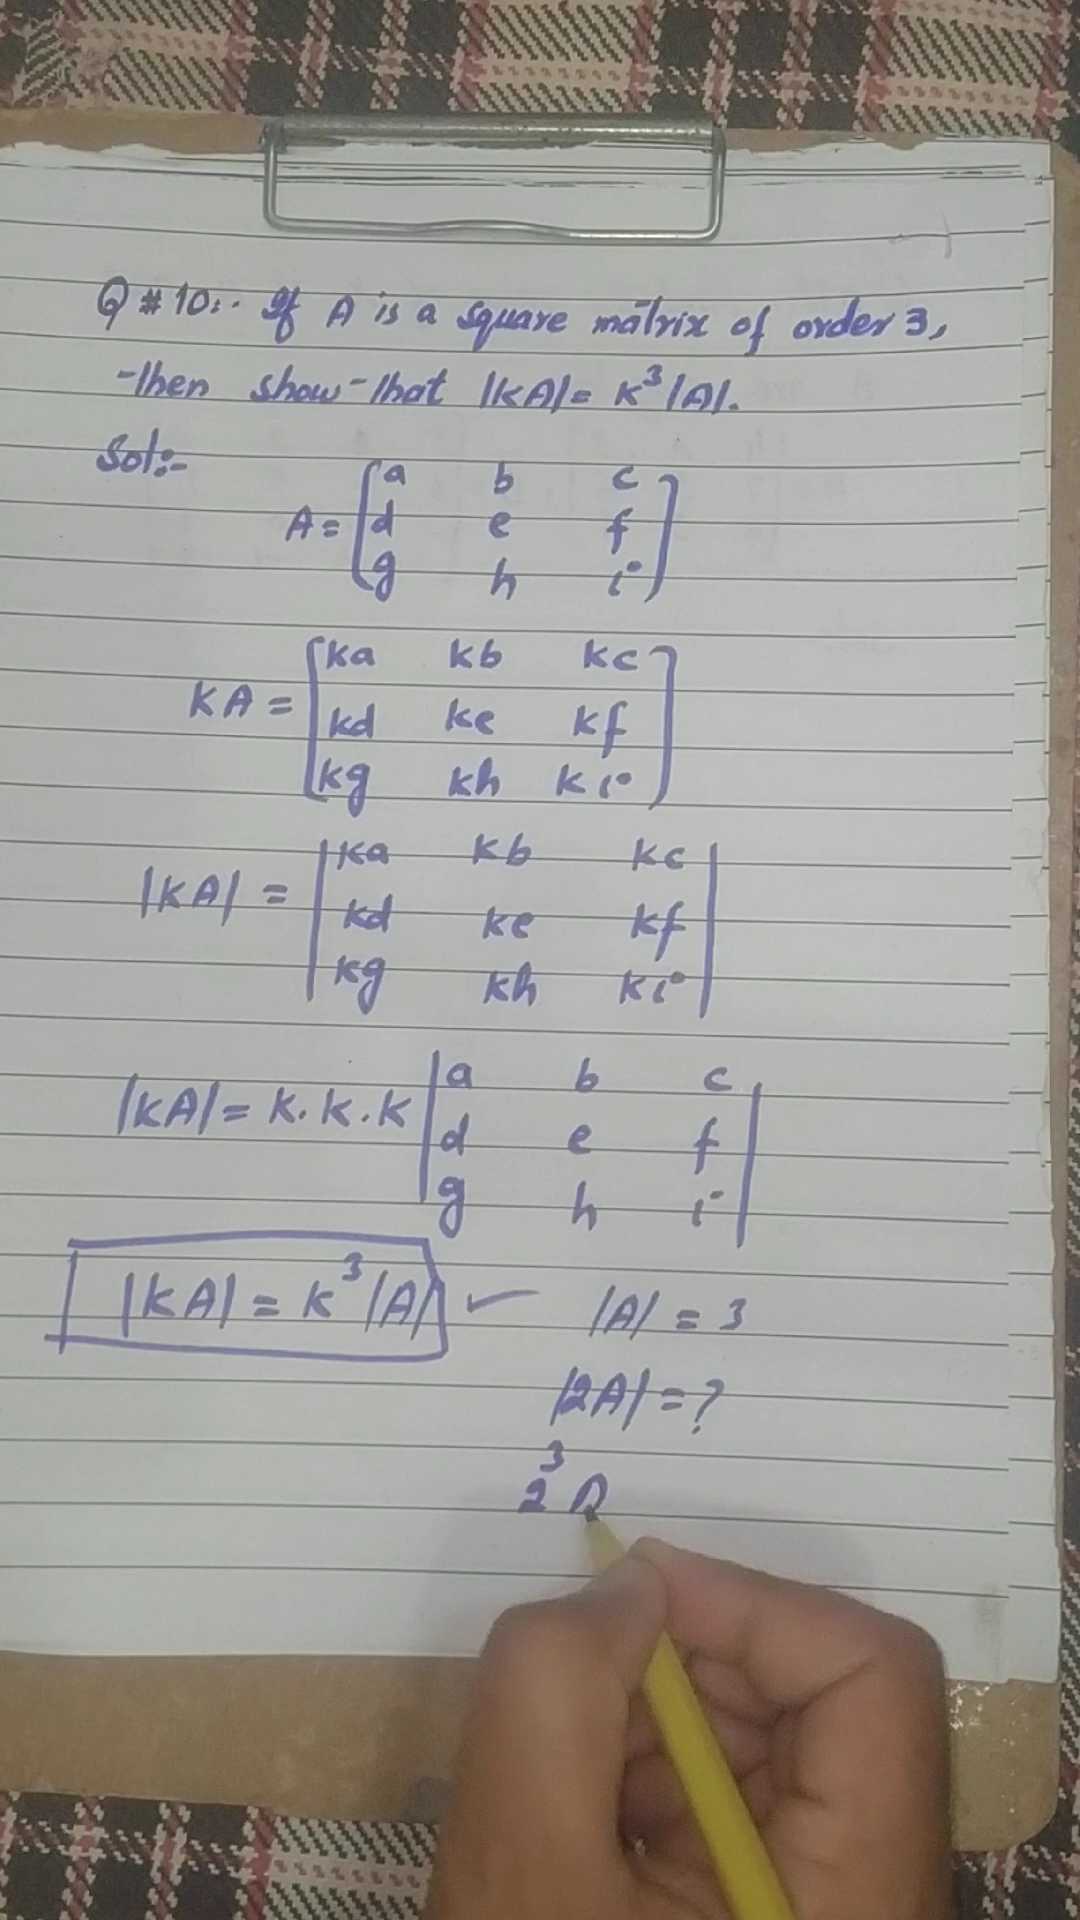 Q # 10:. If A is a square matrix of order 3,
then show that |kA| = k³ |A|.
Sol:-
A = [a b c
d e f
g h i]
kA = [ka kb kc
kd ke kf
kg kh ki]
|kA| = |ka kb kc
kd ke kf
kg kh ki|
|kA| = k.k.k |a b c
d e f
g h i|
|kA| = k³ |A| ✓ |A| = 3
|2A| = ?
2³